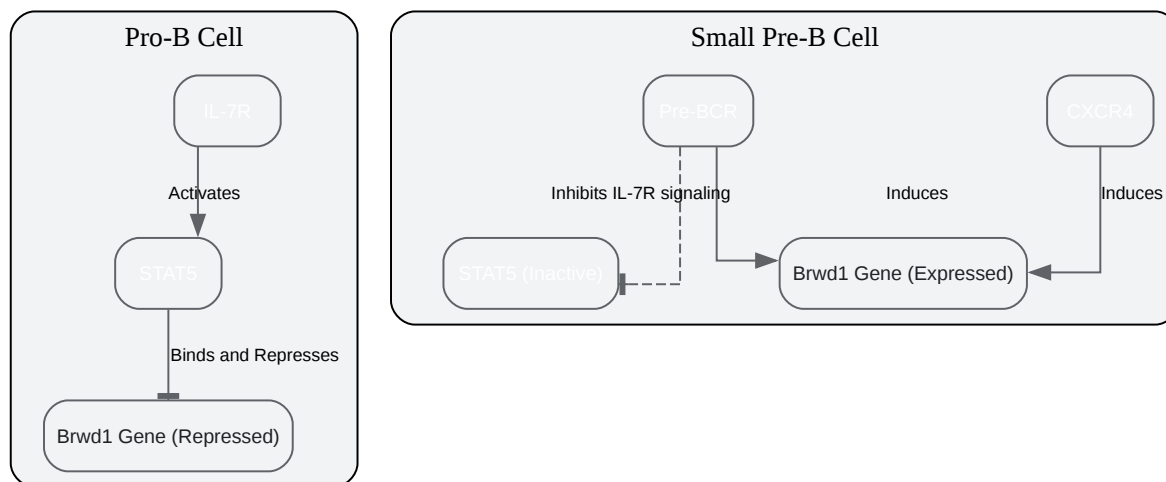 Pro-B Cell
IL-7R
Activates
STAT5
Binds and Represses
Brwd1 Gene (Repressed)
Small Pre-B Cell
Pre-BCR
CXCR4
Inhibits IL-7R signaling
Induces
Induces
STAT5 (Inactive)
Brwd1 Gene (Expressed)